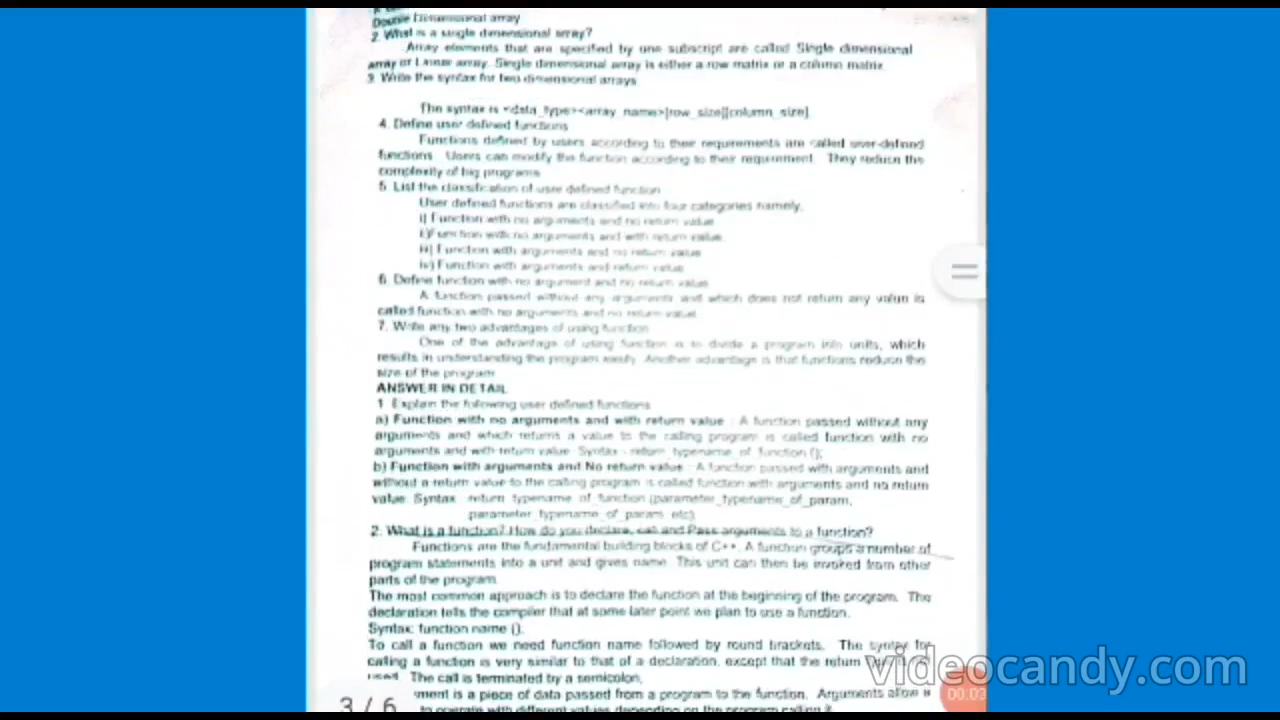 Double Dimensional array
2. What is a single dimensional array?
Array elements that are specified by one subscript are called Single dimensional
array or Linear array. Single dimensional array is either a row matrix or a column matrix.
3. Write the syntax for two dimensional arrays
The syntax is <data_type><array_name>[row_size][column_size]
4. Define user defined functions
Functions defined by users according to their requirements are called user-defined
functions. Users can modify the function according to their requirement. They reduce the
complexity of big programs
5. List the classification of user defined function
User defined functions are classified into four categories namely,
i) Function with no arguments and no return value
ii) Function with no arguments and with return value
iii) Function with arguments and no return value
iv) Function with arguments and return value
6. Define function with no argument and no return value
A function passed without any arguments and which does not return any value is
called function with no arguments and no return value
7. Write any two advantages of using function
One of the advantage of using function is to divide a program into units, which
results in understanding the program easily. Another advantage is that functions reduce the
size of the program
ANSWER IN DETAIL
1. Explain the following user defined functions
a) Function with no arguments and with return value : A function passed without any
arguments and which returns a value to the calling program is called function with no
arguments and with return value. Syntax - return_typename_of_function ();
b) Function with arguments and No return value : A function passed with arguments and
without a return value to the calling program is called function with arguments and no return
value Syntax return typename of function (parameter_typename_of_param,
parameter_typename_of_param, etc)
2. What is a function? How do you declare, call and Pass arguments to a function?
Functions are the fundamental building blocks of C++. A function groups a number of
program statements into a unit and gives name. This unit can then be invoked from other
parts of the program.
The most common approach is to declare the function at the beginning of the program. The
declaration tells the compiler that at some later point we plan to use a function.
Syntax: function name ().
To call a function we need function name followed by round brackets. The syntax for
calling a function is very similar to that of a declaration, except that the return
used. The call is terminated by a semicolon,
ment is a piece of data passed from a program to the function. Arguments allow a
to operate with different values depending on the program calling it
3 / 6
00:03
videocandy.com